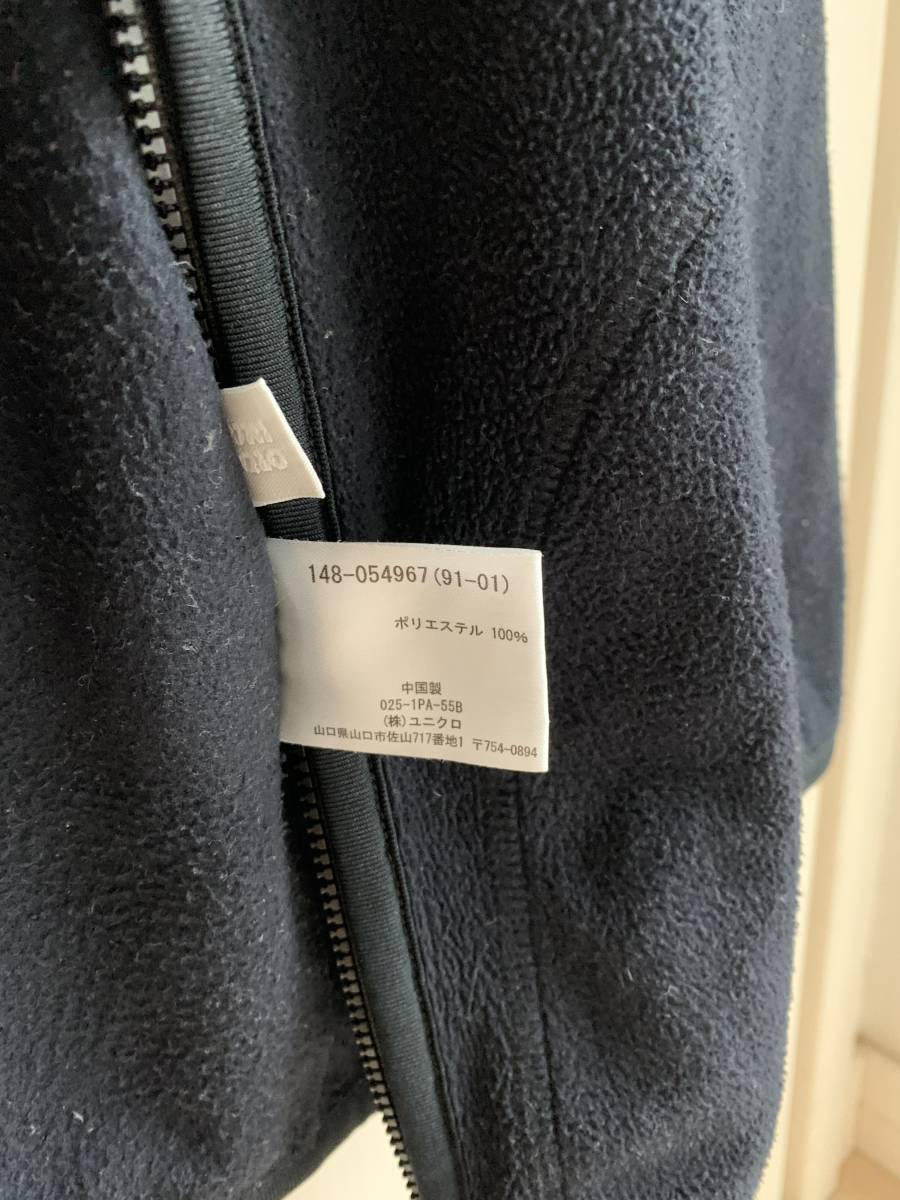 148-054967(91-01)
ポリエステル 100%
中国製
025-1PA-55B
(株)ユニクロ
山口県山口市佐山717番地1 〒754-0894